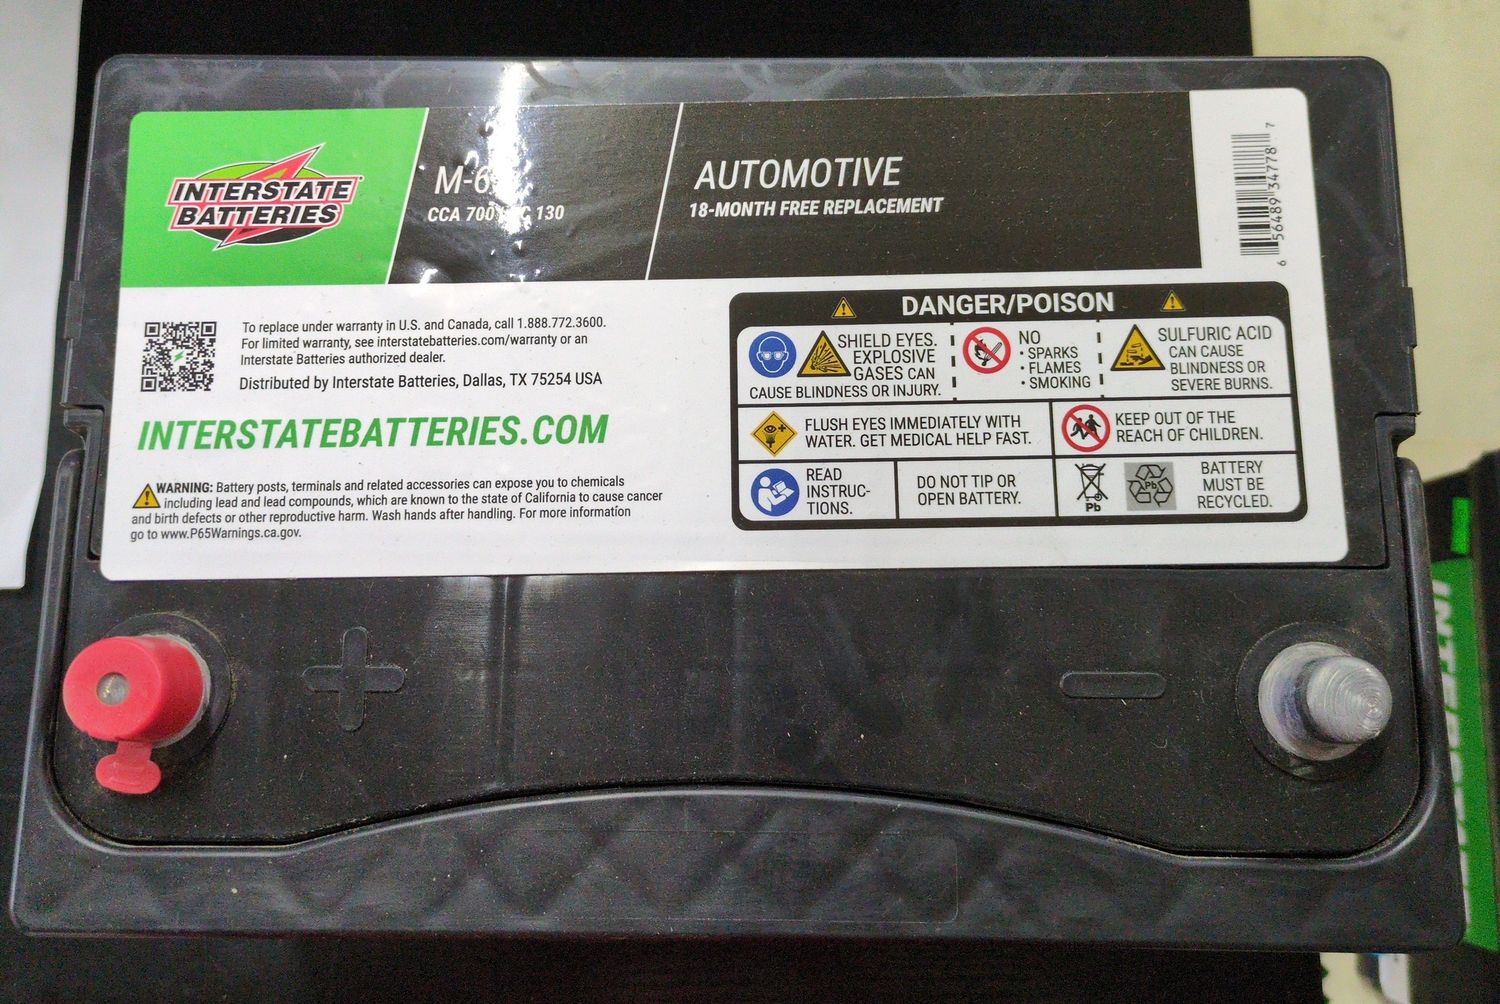 INTERSTATE
BATTERIES
M-6
CCA 700 130
AUTOMOTIVE
18-MONTH FREE REPLACEMENT
6 56489 34778 7
To replace under warranty in U.S. and Canada, call 1.888.772.3600.
For limited warranty, see interstatebatteries.com/warranty or an
Interstate Batteries authorized dealer.
Distributed by Interstate Batteries, Dallas, TX 75254 USA
INTERSTATEBATTERIES.COM
WARNING: Battery posts, terminals and related accessories can expose you to chemicals
including lead and lead compounds, which are known to the state of California to cause cancer
and birth defects or other reproductive harm. Wash hands after handling. For more information
go to www.P65Warnings.ca.gov.
DANGER/POISON
SHIELD EYES.
EXPLOSIVE
GASES CAN
CAUSE BLINDNESS OR INJURY.
NO
• SPARKS
• FLAMES
• SMOKING
SULFURIC ACID
CAN CAUSE
BLINDNESS OR
SEVERE BURNS.
FLUSH EYES IMMEDIATELY WITH
WATER. GET MEDICAL HELP FAST.
KEEP OUT OF THE
REACH OF CHILDREN.
READ
INSTRUC-
TIONS.
DO NOT TIP OR
OPEN BATTERY.
Pb
Pb
BATTERY
MUST BE
RECYCLED.
+
−